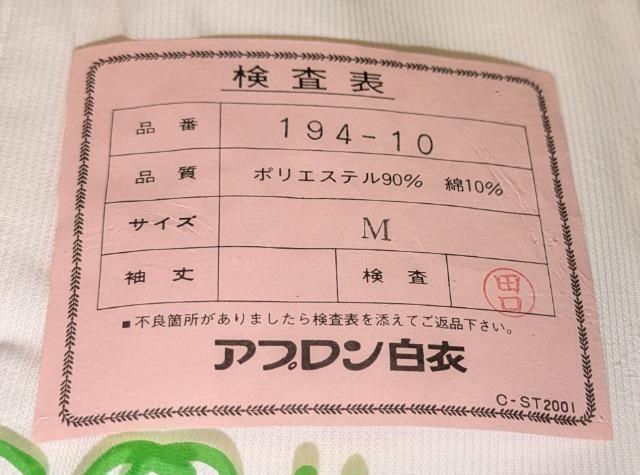 検査表
品番 194-10
品質 ポリエステル90% 綿10%
サイズ M
袖丈 検査 田口
■不良箇所がありましたら検査表を添えてご返品下さい。
アプロン白衣
C-ST2001